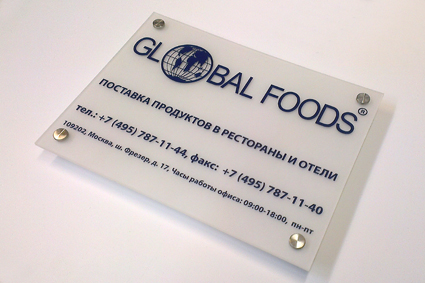 GLOBAL FOODS®
ПОСТАВКА ПРОДУКТОВ В РЕСТОРАНЫ И ОТЕЛИ
тел.: +7 (495) 787-11-44, факс: +7 (495) 787-11-40
109202, Москва, ш. Фрезер, д. 17, Часы работы офиса: 09:00-18:00, пн-пт